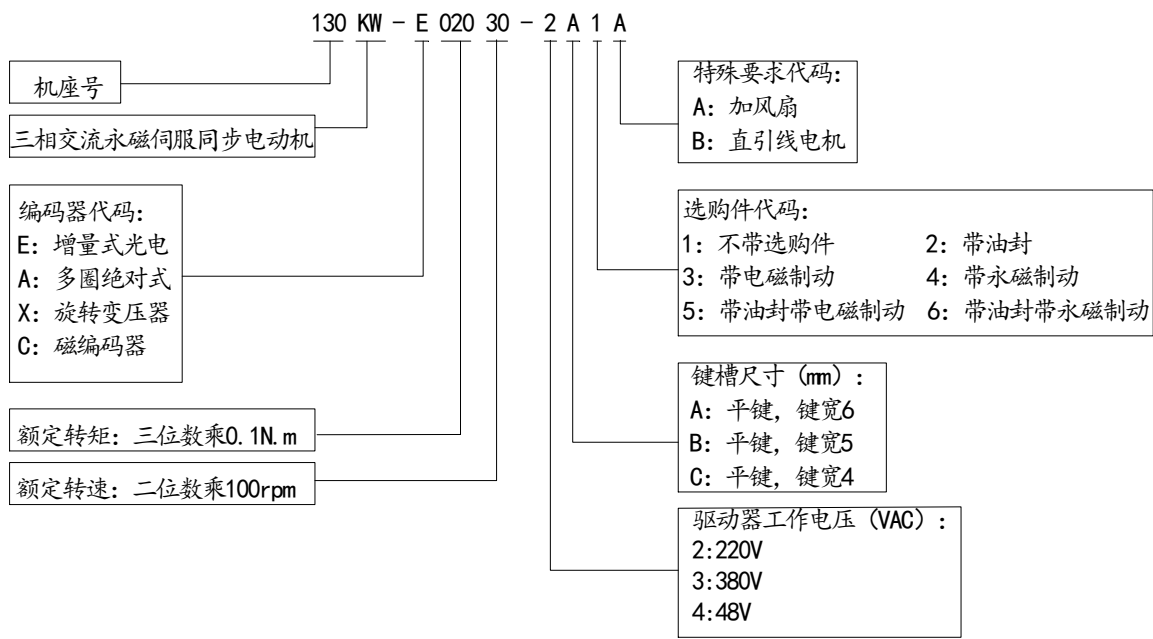 130 KW - E 020 30 - 2 A 1 A
机座号
三相交流永磁伺服同步电动机
编码器代码:
E: 增量式光电
A: 多圈绝对式
X: 旋转变压器
C: 磁编码器
额定转矩: 三位数乘0.1N.m
额定转速: 二位数乘100rpm
特殊要求代码:
A: 加风扇
B: 直引线电机
选购件代码:
1: 不带选购件 2: 带油封
3: 带电磁制动 4: 带永磁制动
5: 带油封带电磁制动 6: 带油封带永磁制动
键槽尺寸 (mm) :
A: 平键, 键宽6
B: 平键, 键宽5
C: 平键, 键宽4
驱动器工作电压 (VAC) :
2:220V
3:380V
4:48V